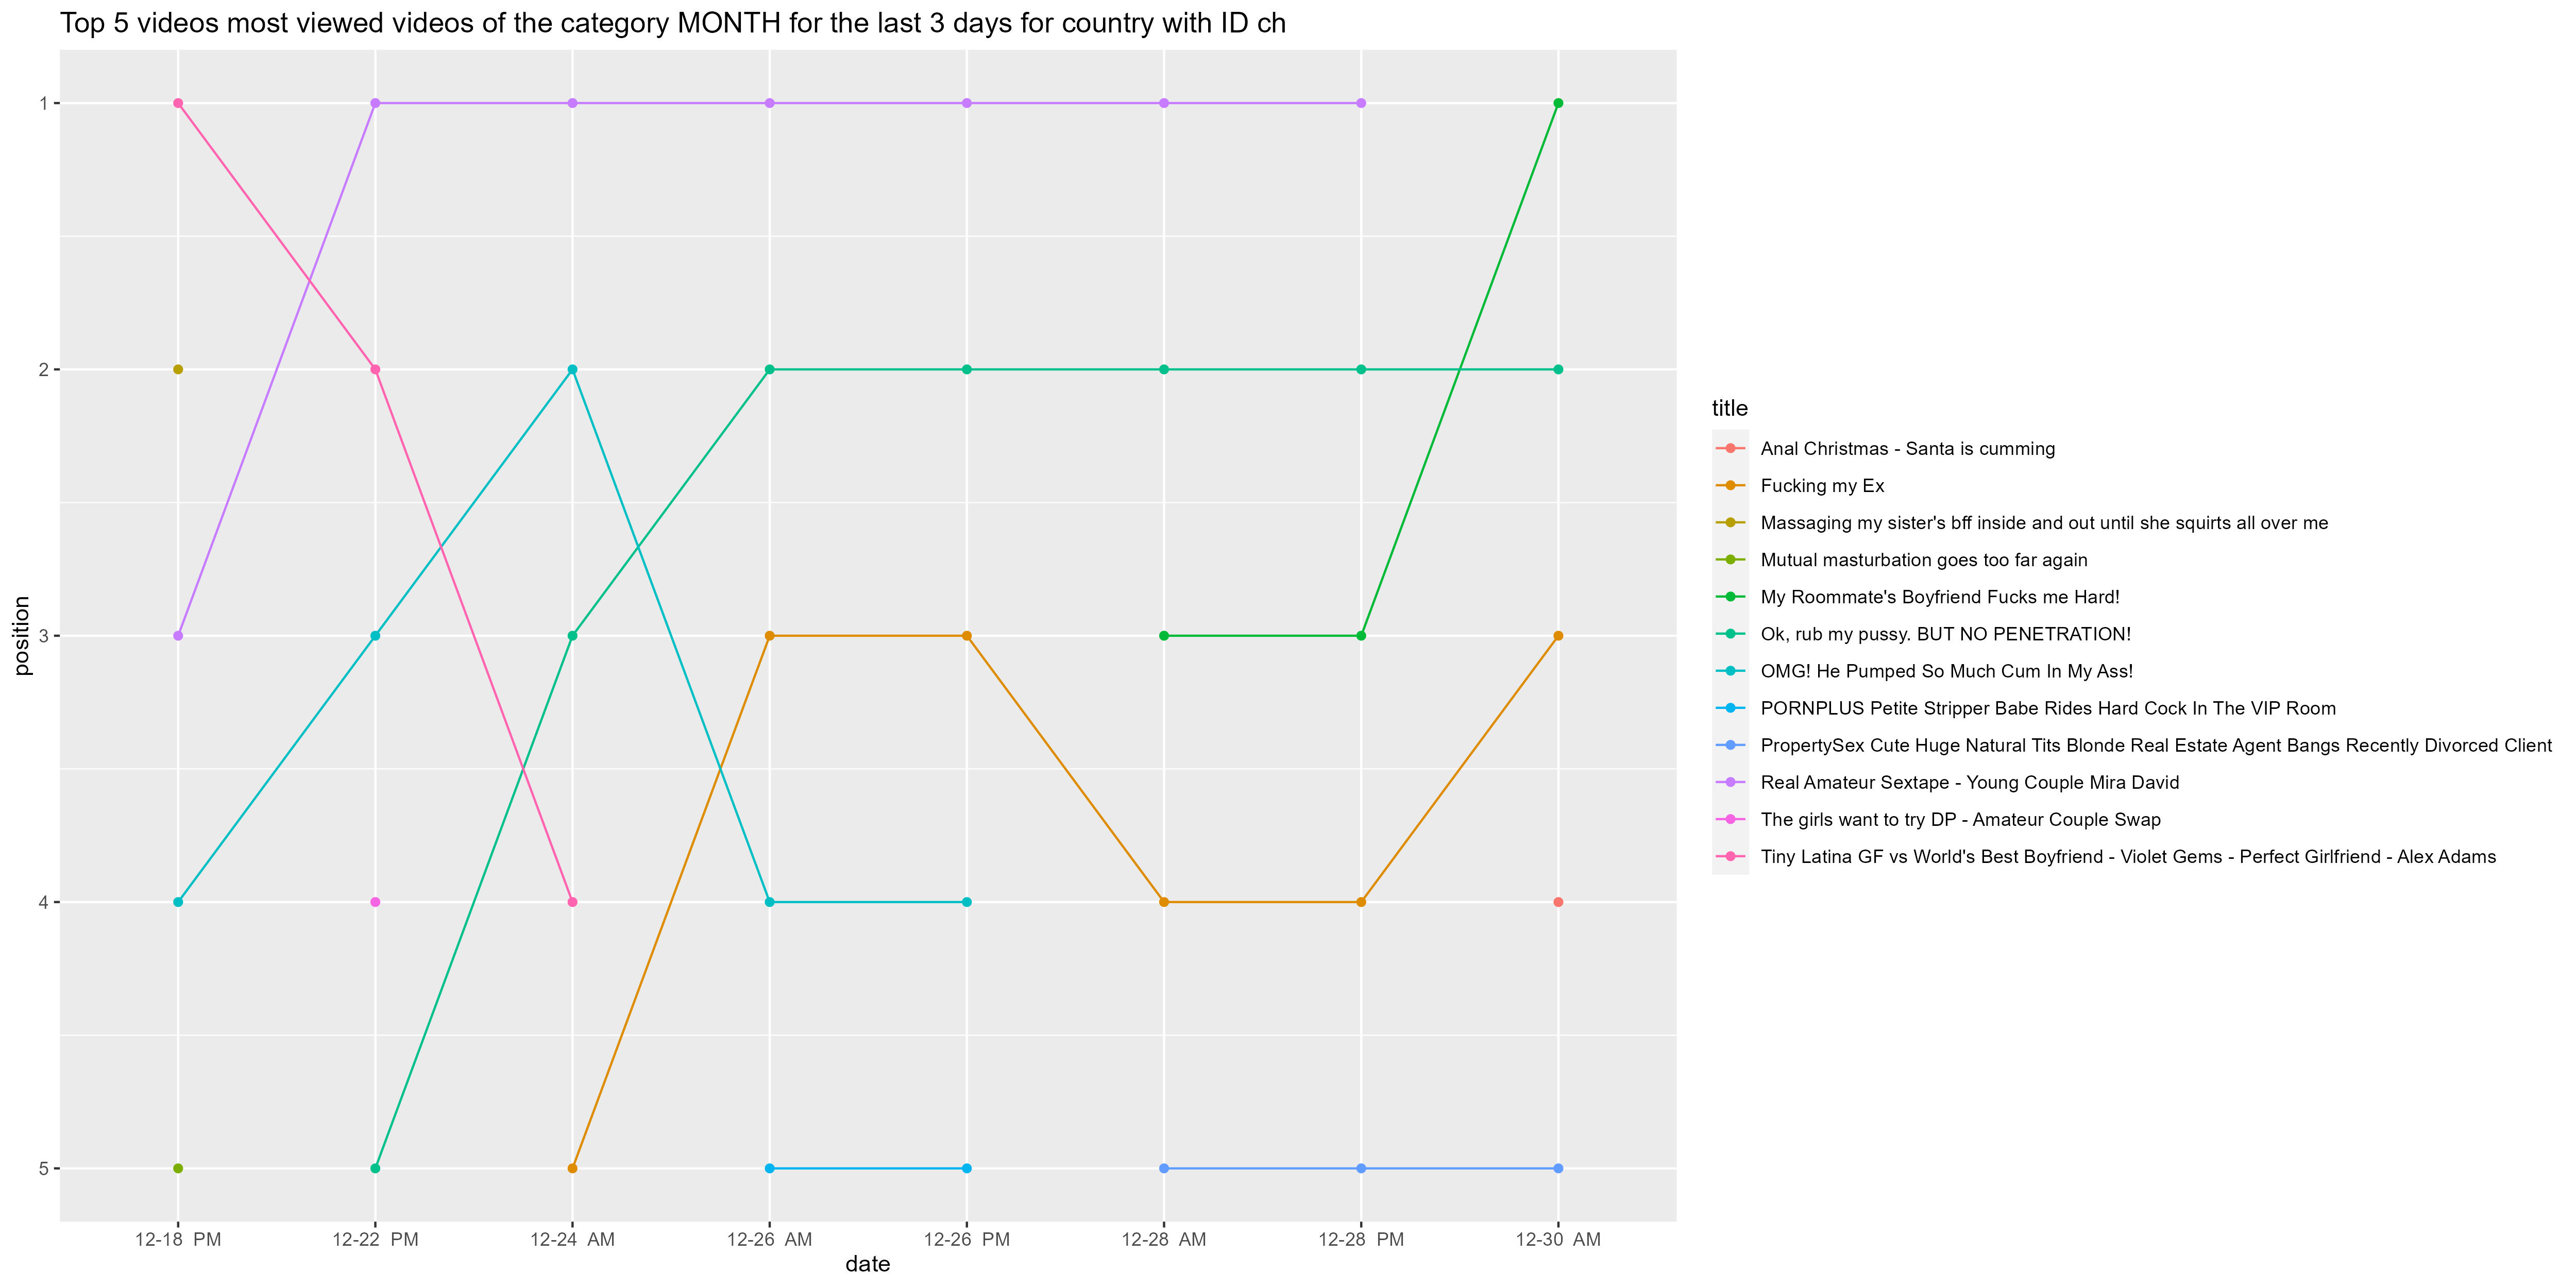 Top 5 videos most viewed videos of the category MONTH for the last 3 days for country with ID ch
position
1
2
3
4
5
12-18 PM
12-22 PM
12-24 AM
12-26 AM
12-26 PM
12-28 AM
12-28 PM
12-30 AM
date
title
Anal Christmas - Santa is cumming
Fucking my Ex
Massaging my sister's bff inside and out until she squirts all over me
Mutual masturbation goes too far again
My Roommate's Boyfriend Fucks me Hard!
Ok, rub my pussy. BUT NO PENETRATION!
OMG! He Pumped So Much Cum In My Ass!
PORNPLUS Petite Stripper Babe Rides Hard Cock In The VIP Room
PropertySex Cute Huge Natural Tits Blonde Real Estate Agent Bangs Recently Divorced Client
Real Amateur Sextape - Young Couple Mira David
The girls want to try DP - Amateur Couple Swap
Tiny Latina GF vs World's Best Boyfriend - Violet Gems - Perfect Girlfriend - Alex Adams